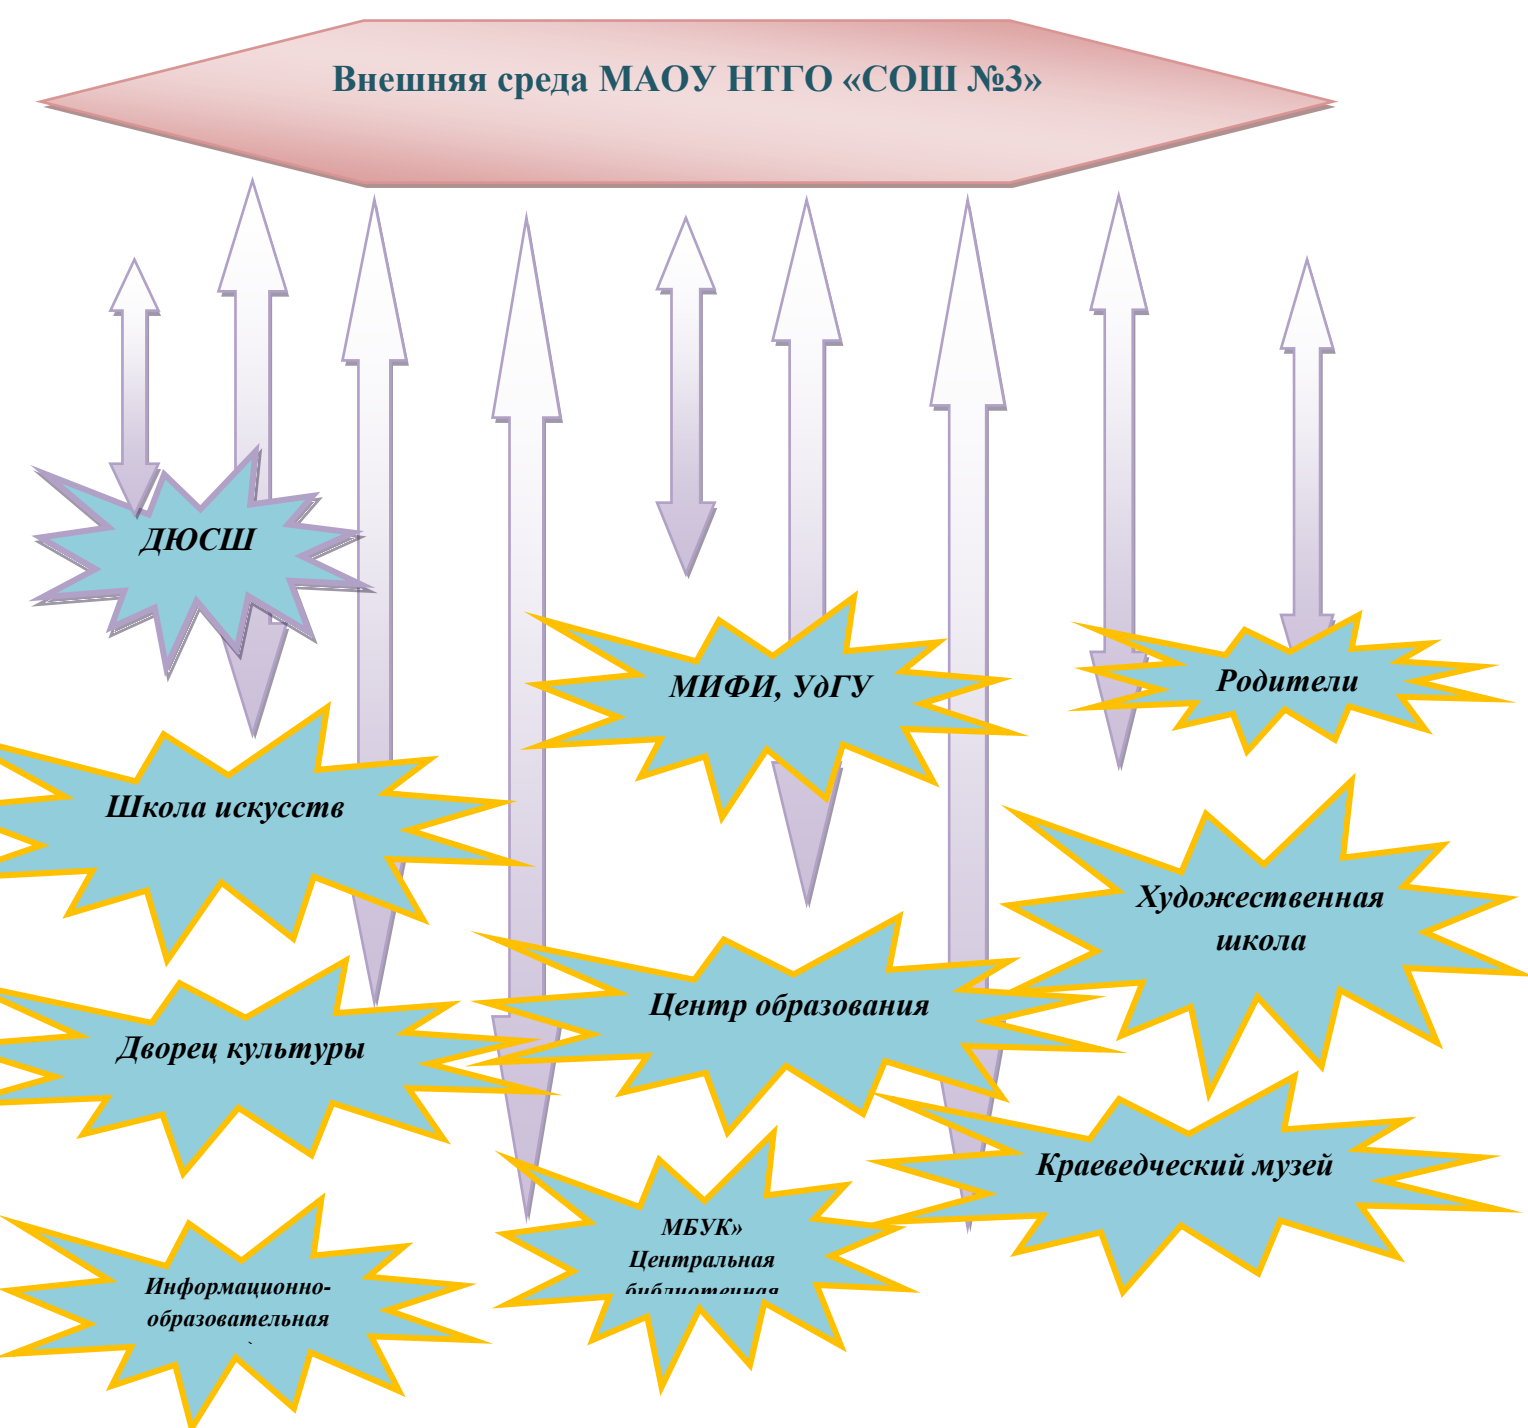 Внешняя среда МАОУ НТГО «СОШ №3»
ДЮСШ
МИФИ, УдГУ
Родители
Школа искусств
Художественная
школа
Центр образования
Дворец культуры
Краеведческий музей
МБУК»
Центральная
библиотечная
Информационно-
образовательная